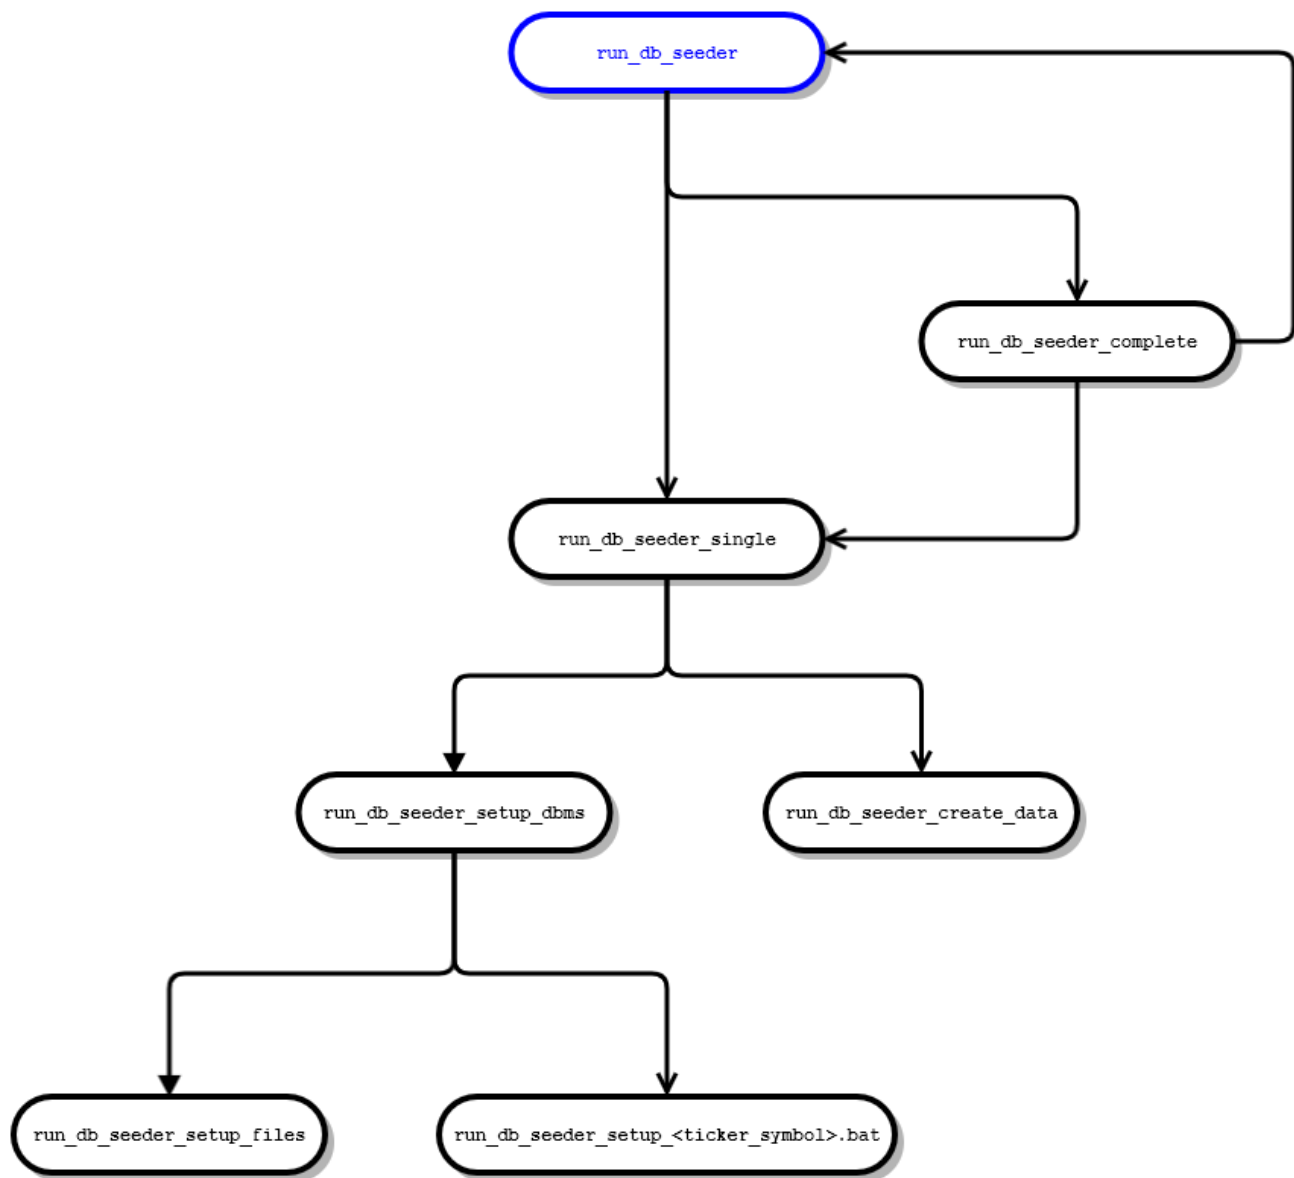 run_db_seeder
run_db_seeder_complete
run_db_seeder_single
run_db_seeder_setup_dbms
run_db_seeder_create_data
run_db_seeder_setup_files
run_db_seeder_setup_<ticker_symbol>.bat